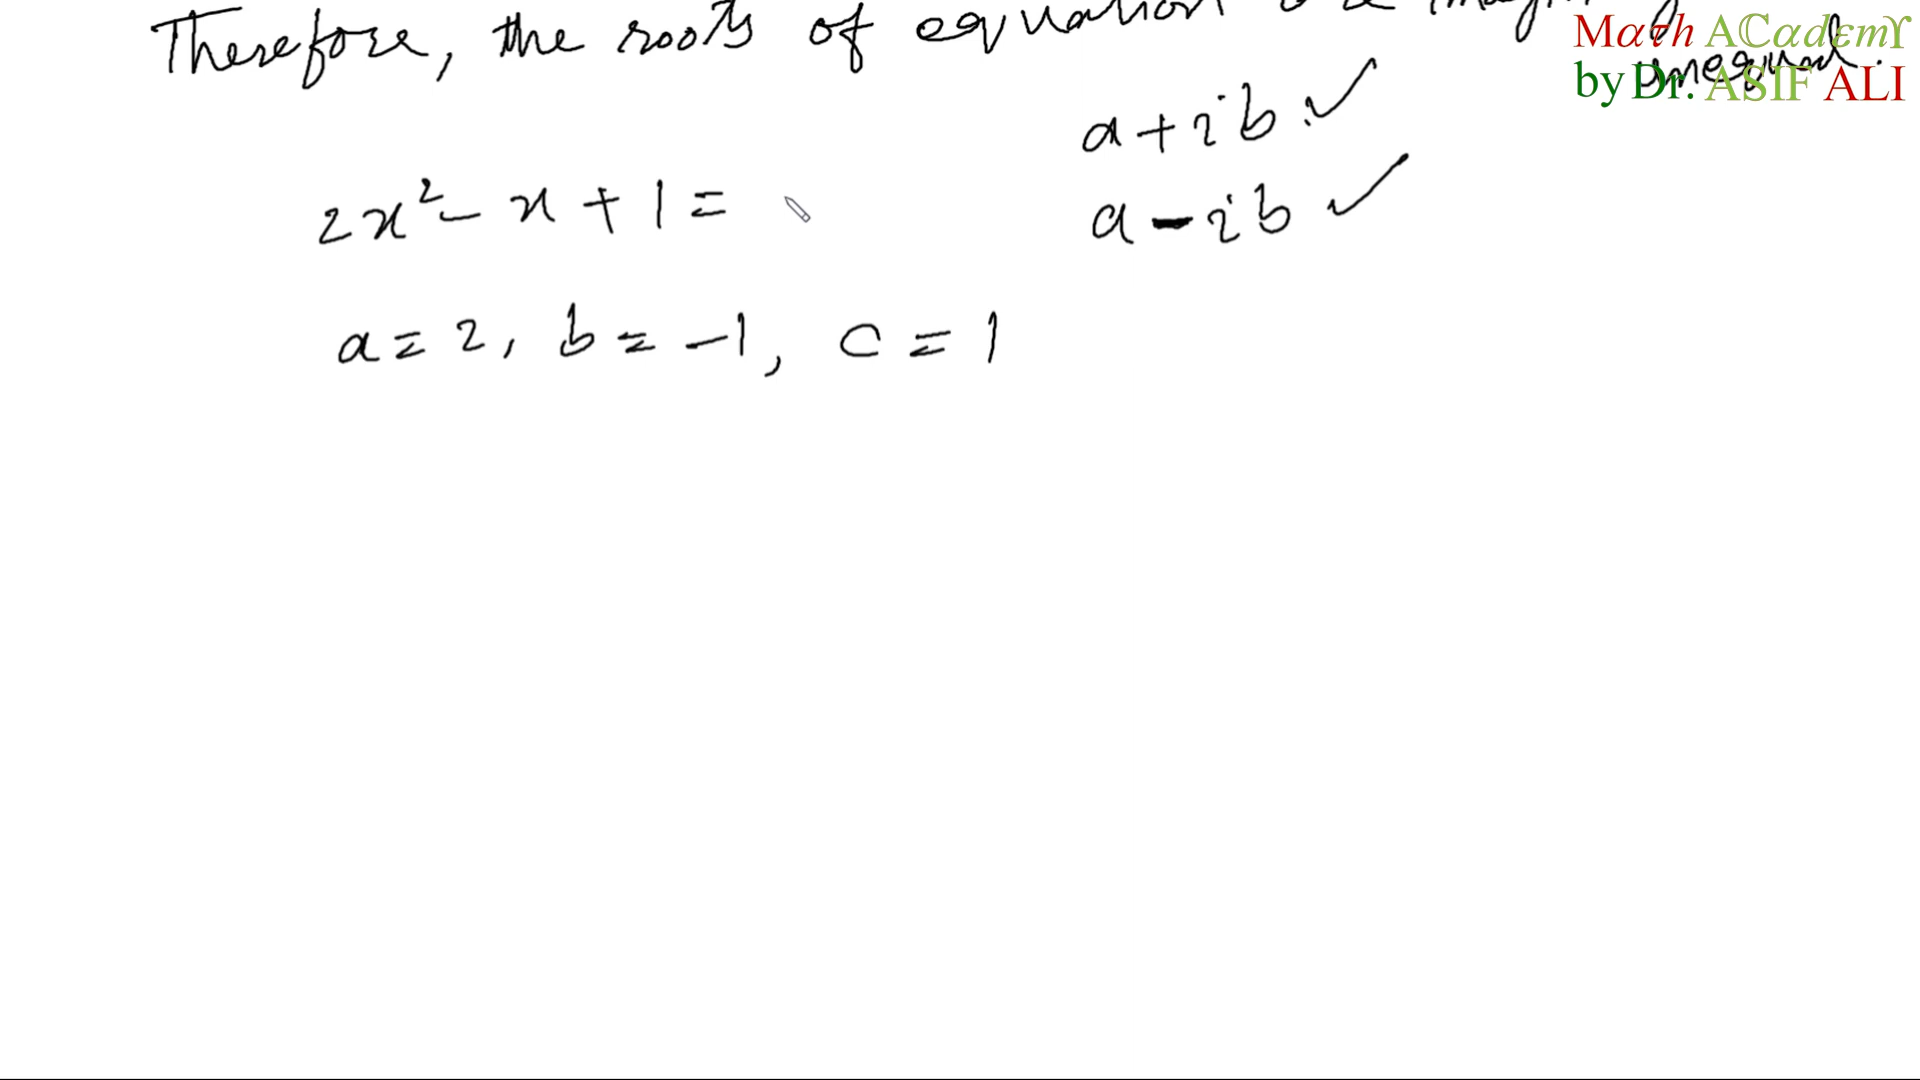 Therefore, the roots of equation
unequal.
Math ACademy
by Dr. ASIF ALI
a + ib ✓
2x² - x + 1 =
a - ib ✓
a = 2, b = -1, c = 1